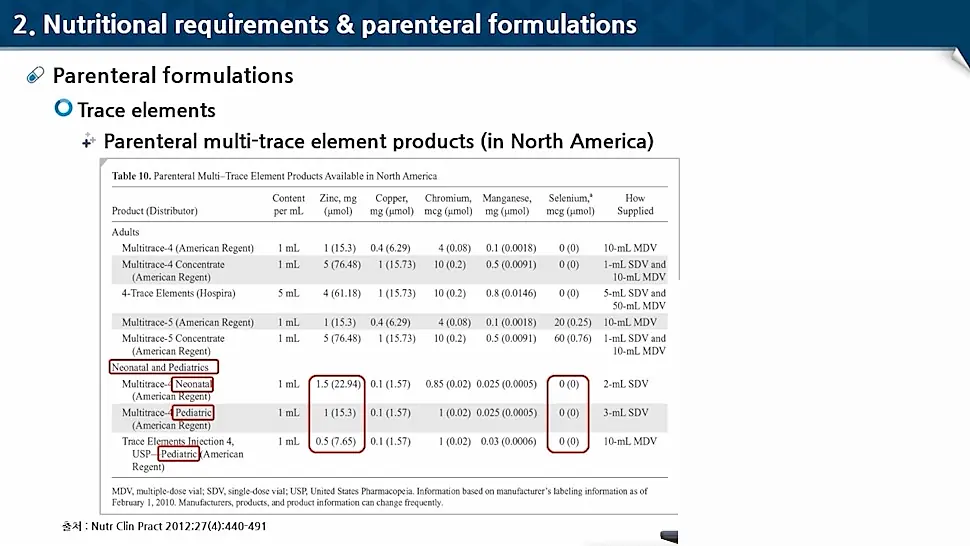 2. Nutritional requirements & parenteral formulations
Parenteral formulations
Trace elements
Parenteral multi-trace element products (in North America)
Table 10. Parenteral Multi–Trace Element Products Available in North America
Product (Distributor) Content per mL Zinc, mg (μmol) Copper, mg (μmol) Chromium, mcg (μmol) Manganese, mg (μmol) Selenium,a mcg (μmol) How Supplied
Adults
Multitrace-4 (American Regent) 1 mL 1 (15.3) 0.4 (6.29) 4 (0.08) 0.1 (0.0018) 0 (0) 10-mL MDV
Multitrace-4 Concentrate (American Regent) 1 mL 5 (76.48) 1 (15.73) 10 (0.2) 0.5 (0.0091) 0 (0) 1-mL SDV and 10-mL MDV
4-Trace Elements (Hospira) 5 mL 4 (61.18) 1 (15.73) 10 (0.2) 0.8 (0.0146) 0 (0) 5-mL SDV and 50-mL MDV
Multitrace-5 (American Regent) 1 mL 1 (15.3) 0.4 (6.29) 4 (0.08) 0.1 (0.0018) 20 (0.25) 10-mL MDV
Multitrace-5 Concentrate (American Regent) 1 mL 5 (76.48) 1 (15.73) 10 (0.2) 0.5 (0.0091) 60 (0.76) 1-mL SDV and 10-mL MDV
Neonatal and Pediatrics
Multitrace-4 Neonatal (American Regent) 1 mL 1.5 (22.94) 0.1 (1.57) 0.85 (0.02) 0.025 (0.0005) 0 (0) 2-mL SDV
Multitrace-4 Pediatric (American Regent) 1 mL 1 (15.3) 0.1 (1.57) 1 (0.02) 0.025 (0.0005) 0 (0) 3-mL SDV
Trace Elements Injection 4, USP–Pediatric (American Regent) 1 mL 0.5 (7.65) 0.1 (1.57) 1 (0.02) 0.03 (0.0006) 0 (0) 10-mL MDV
MDV, multiple-dose vial; SDV, single-dose vial; USP, United States Pharmacopeia. Information based on manufacturer's labeling information as of
February 1, 2010. Manufacturers, products, and product information can change frequently.
출처 : Nutr Clin Pract 2012;27(4):440-491